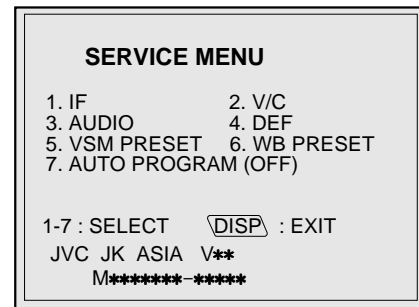 SERVICE MENU
1. IF 2. V/C
3. AUDIO 4. DEF
5. VSM PRESET 6. WB PRESET
7. AUTO PROGRAM (OFF)
1-7 : SELECT DISP : EXIT
JVC JK ASIA V**
M*******-*****